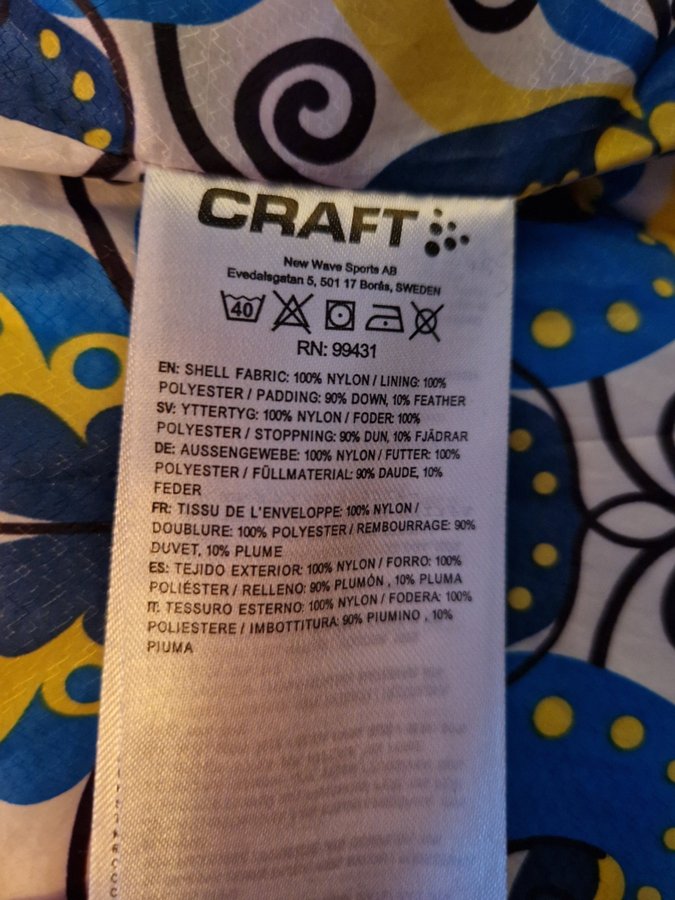 CRAFT
New Wave Sports AB
Evedalsgatan 5, 501 17 Borås, SWEDEN
40
RN: 99431
EN: SHELL FABRIC: 100% NYLON / LINING: 100%
POLYESTER / PADDING: 90% DOWN, 10% FEATHER
SV: YTTERTYG: 100% NYLON / FODER: 100%
POLYESTER / STOPPNING: 90% DUN, 10% FJÄDRAR
DE: AUSSENGEWEBE: 100% NYLON / FUTTER: 100%
POLYESTER / FÜLLMATERIAL: 90% DAUDE, 10%
FEDER
FR: TISSU DE L'ENVELOPPE: 100% NYLON /
DOUBLURE: 100% POLYESTER / REMBOURRAGE: 90%
DUVET, 10% PLUME
ES: TEJIDO EXTERIOR: 100% NYLON / FORRO: 100%
POLIÉSTER / RELLENO: 90% PLUMÓN , 10% PLUMA
IT: TESSURO ESTERNO: 100% NYLON / FODERA: 100%
POLIESTERE / IMBOTTITURA: 90% PIUMINO , 10%
PIUMA